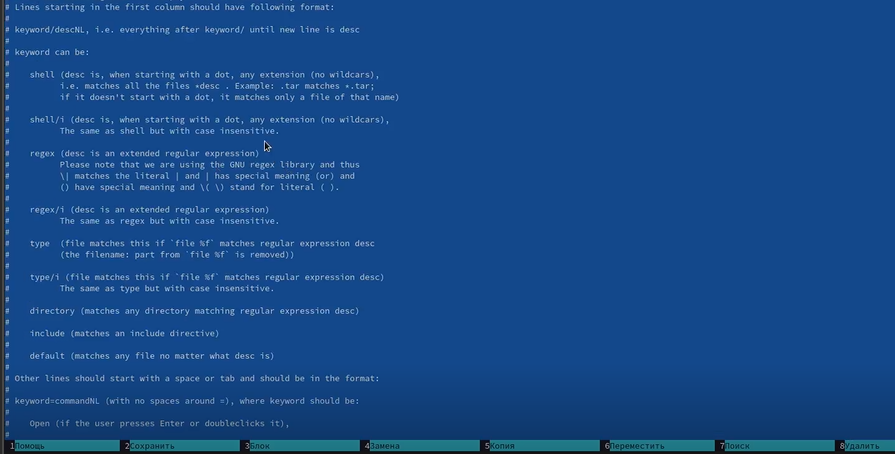 # Lines starting in the first column should have following format:
#
# keyword/descNL, i.e. everything after keyword/ until new line is desc
#
# keyword can be:
#
#    shell (desc is, when starting with a dot, any extension (no wildcars),
#          i.e. matches all the files *desc . Example: .tar matches *.tar;
#          if it doesn't start with a dot, it matches only a file of that name)
#
#    shell/i (desc is, when starting with a dot, any extension (no wildcars),
#          The same as shell but with case insensitive.
#
#    regex (desc is an extended regular expression)
#          Please note that we are using the GNU regex library and thus
#          \| matches the literal | and | has special meaning (or) and
#          () have special meaning and \( \) stand for literal ( ).
#
#    regex/i (desc is an extended regular expression)
#          The same as regex but with case insensitive.
#
#    type  (file matches this if `file %f` matches regular expression desc
#          (the filename: part from `file %f` is removed))
#
#    type/i (file matches this if `file %f` matches regular expression desc)
#          The same as type but with case insensitive.
#
#    directory (matches any directory matching regular expression desc)
#
#    include (matches an include directive)
#
#    default (matches any file no matter what desc is)
#
# Other lines should start with a space or tab and should be in the format:
#
# keyword=commandNL (with no spaces around =), where keyword should be:
#
#    Open (if the user presses Enter or doubleclicks it),
#
1Помощь 2Сохранить 3Блок 4Замена 5Копия 6Переместить 7Поиск 8Удалить